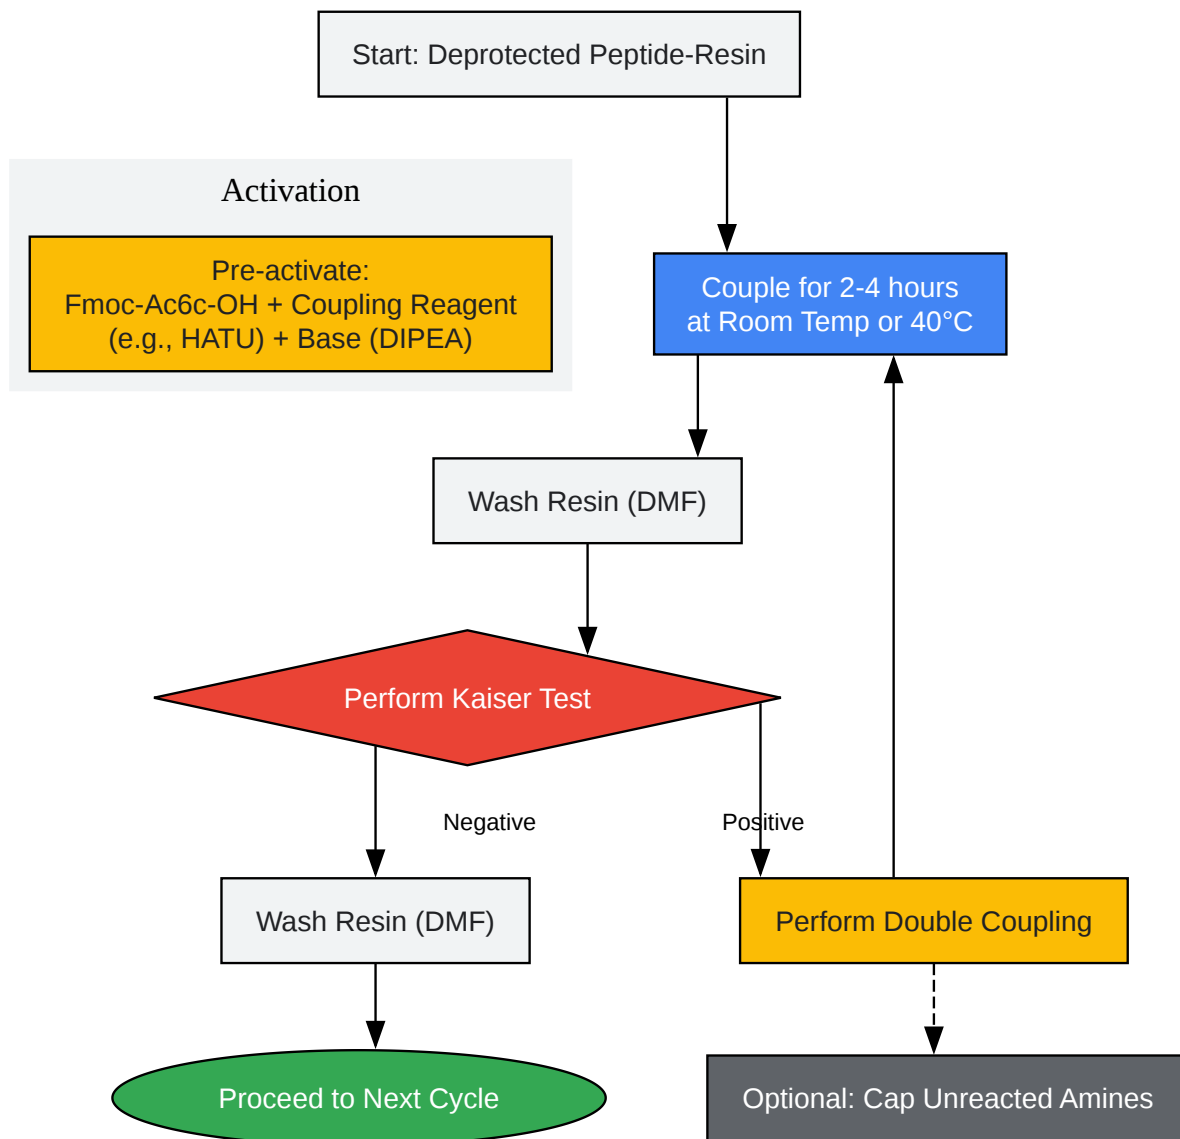 Start: Deprotected Peptide-Resin
Activation
Pre-activate:
Fmoc-Ac6c-OH + Coupling Reagent
(e.g., HATU) + Base (DIPEA)
Couple for 2-4 hours
at Room Temp or 40°C
Wash Resin (DMF)
Perform Kaiser Test
Negative
Positive
Wash Resin (DMF)
Perform Double Coupling
Proceed to Next Cycle
Optional: Cap Unreacted Amines